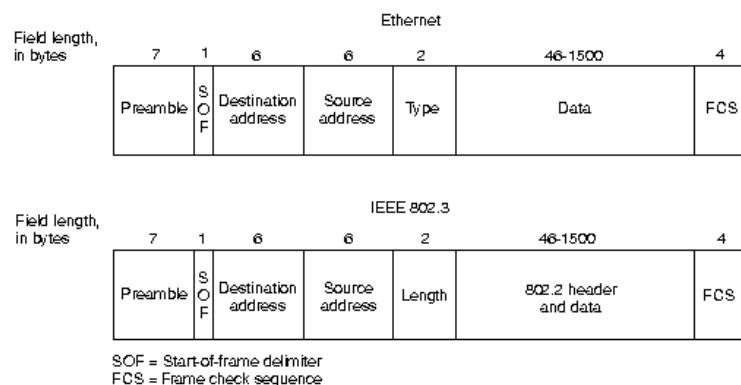 Ethernet
Field length,
in bytes
7 1 6 6 2 46-1500 4
Preamble
S
O
F
Destination
address
Source
address
Type
Data
FCS
IEEE 802.3
Field length,
in bytes
7 1 6 6 2 46-1500 4
Preamble
S
O
F
Destination
address
Source
address
Length
802.2 header
and data
FCS
SOF = Start-of-frame delimiter
FCS = Frame check sequence